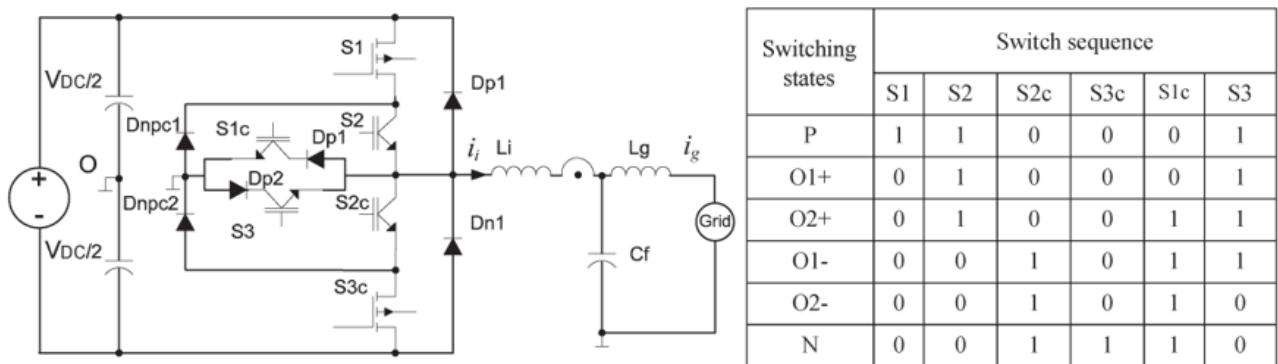 S1
VDC/2
Dp1
Dnpc1
S1c
Dp1
S2
O
ii
Li
Lg
ig
Dnpc2
Dp2
S2c
S3
Dn1
Grid
VDC/2
Cf
S3c
+
-
Switching states
Switch sequence
S1 S2 S2c S3c S1c S3
P 1 1 0 0 0 1
O1+ 0 1 0 0 0 1
O2+ 0 1 0 0 1 1
O1- 0 0 1 0 1 1
O2- 0 0 1 0 1 0
N 0 0 1 1 1 0